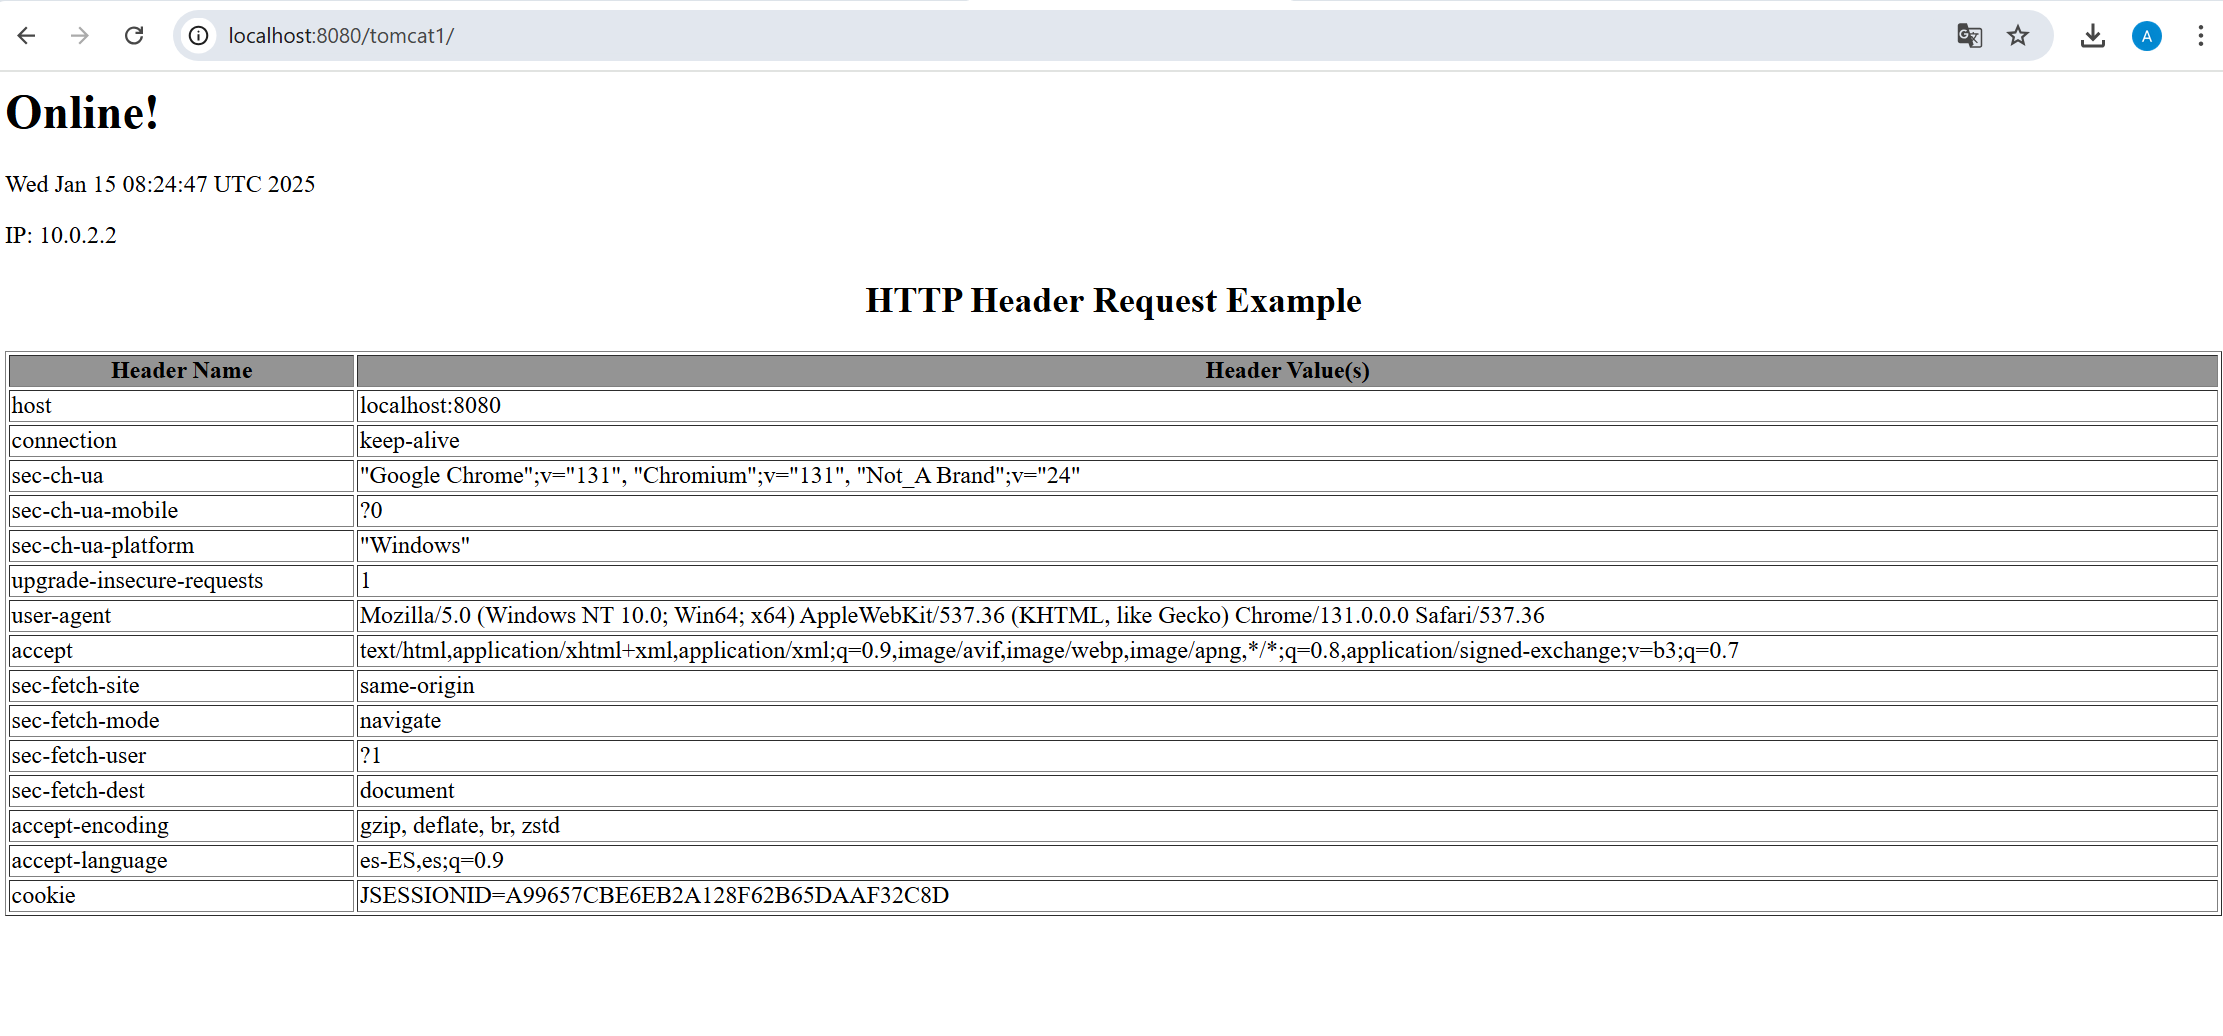 localhost:8080/tomcat1/
A
Online!
Wed Jan 15 08:24:47 UTC 2025
IP: 10.0.2.2
HTTP Header Request Example
Header Name Header Value(s)
host localhost:8080
connection keep-alive
sec-ch-ua "Google Chrome";v="131", "Chromium";v="131", "Not_A Brand";v="24"
sec-ch-ua-mobile ?0
sec-ch-ua-platform "Windows"
upgrade-insecure-requests 1
user-agent Mozilla/5.0 (Windows NT 10.0; Win64; x64) AppleWebKit/537.36 (KHTML, like Gecko) Chrome/131.0.0.0 Safari/537.36
accept text/html,application/xhtml+xml,application/xml;q=0.9,image/avif,image/webp,image/apng,*/*;q=0.8,application/signed-exchange;v=b3;q=0.7
sec-fetch-site same-origin
sec-fetch-mode navigate
sec-fetch-user ?1
sec-fetch-dest document
accept-encoding gzip, deflate, br, zstd
accept-language es-ES,es;q=0.9
cookie JSESSIONID=A99657CBE6EB2A128F62B65DAAF32C8D